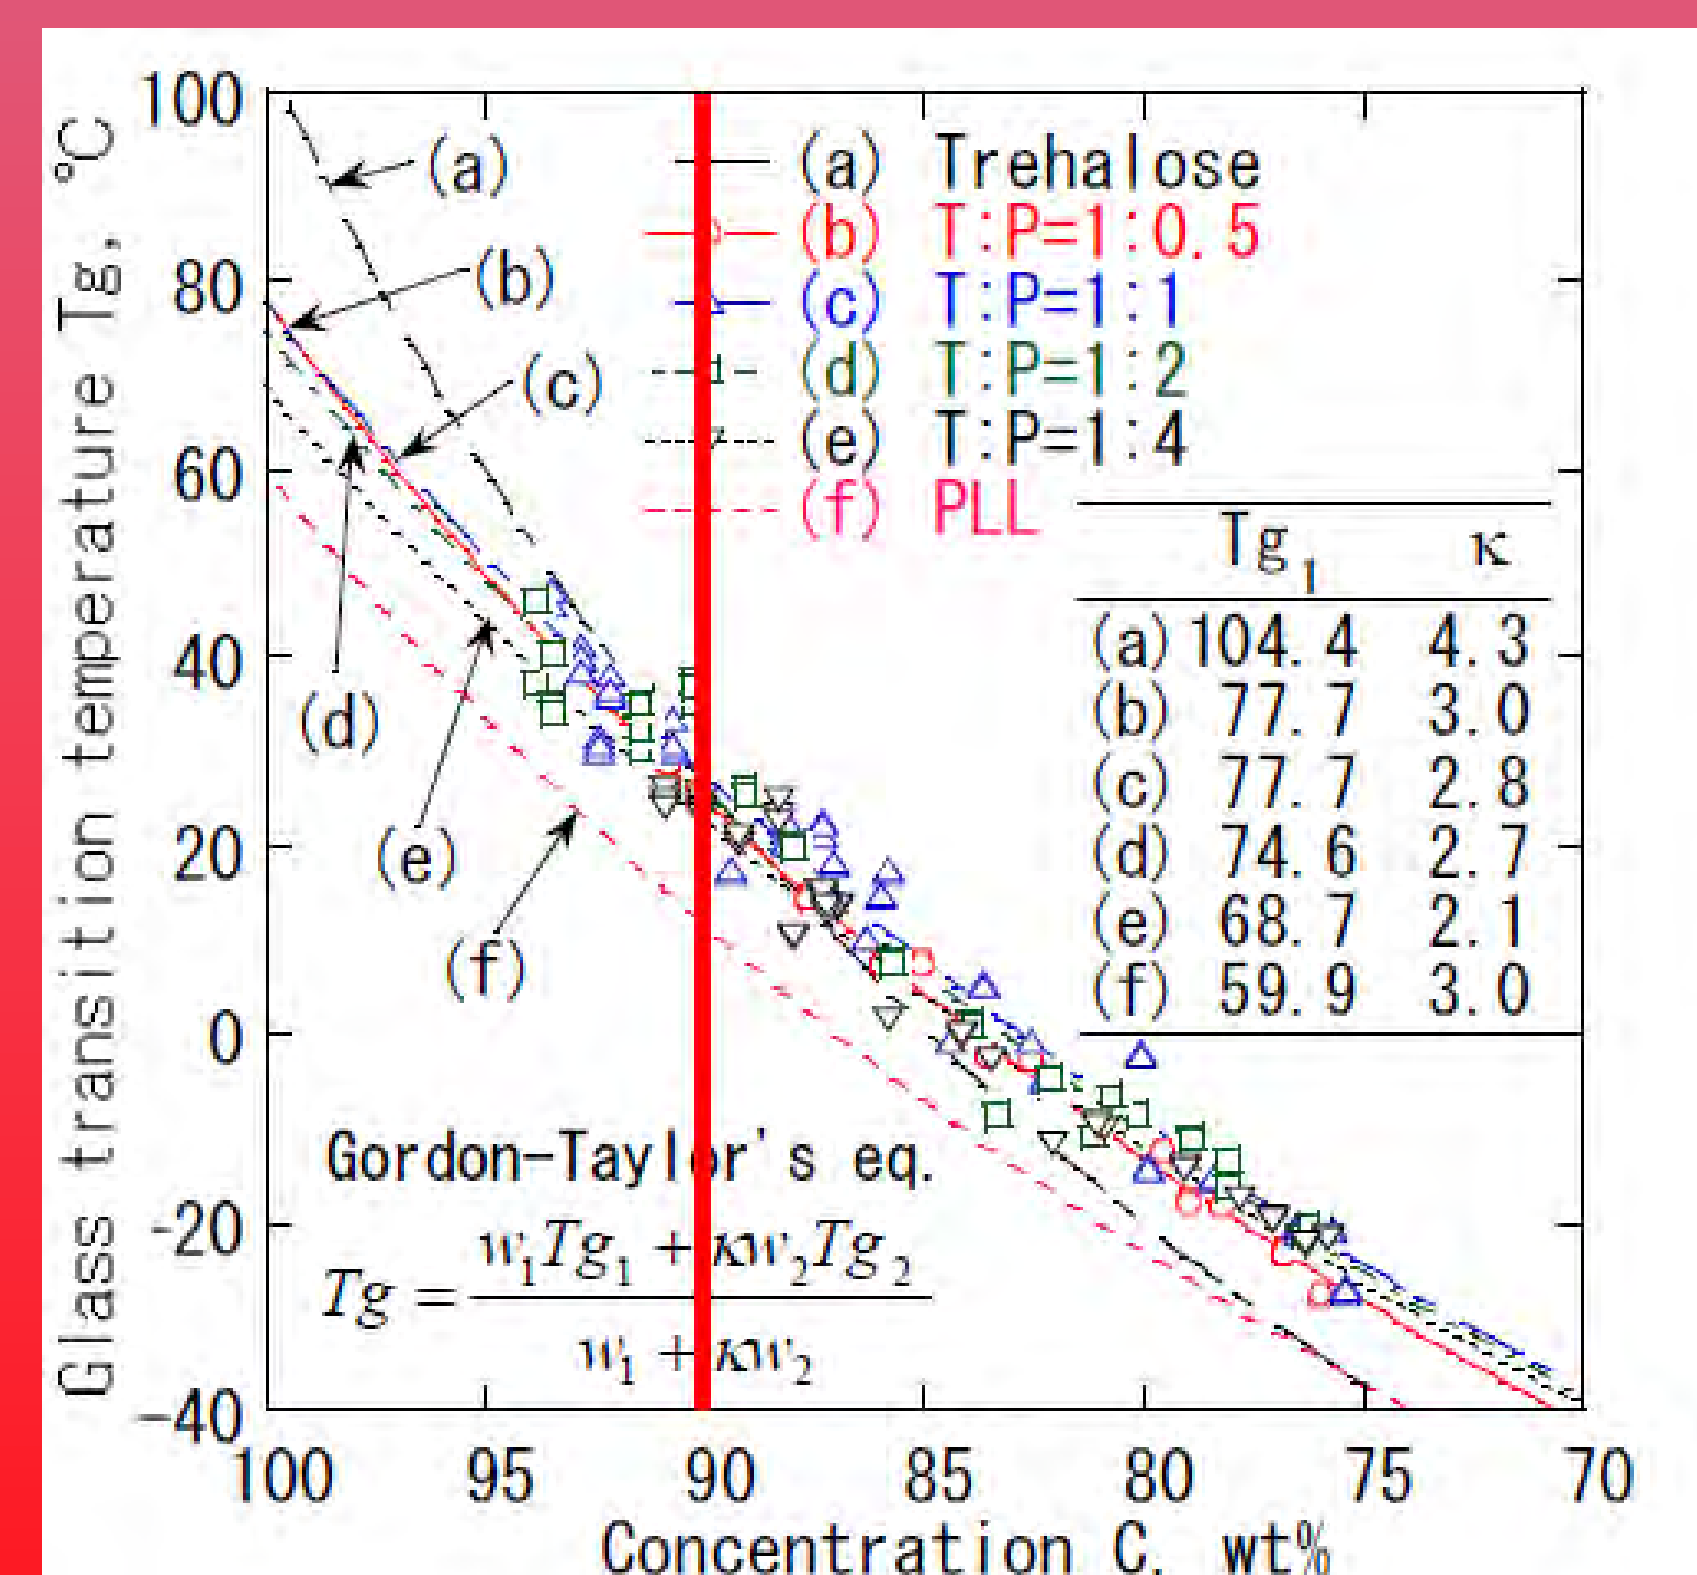 Glass transition temperature Tg, °C
100
80
60
40
20
0
-20
-40
(a)
(b)
(c)
(d)
(e)
(f)
(a) Trehalose
(b) T:P=1:0.5
(c) T:P=1:1
(d) T:P=1:2
(e) T:P=1:4
(f) PLL
Tg₁ κ
(a) 104.4 4.3
(b) 77.7 3.0
(c) 77.7 2.8
(d) 74.6 2.7
(e) 68.7 2.1
(f) 59.9 3.0
Gordon-Taylor's eq.
w₁Tg₁ + κw₂Tg₂
Tg =
w₁ + κw₂
100 95 90 85 80 75 70
Concentration C, wt%